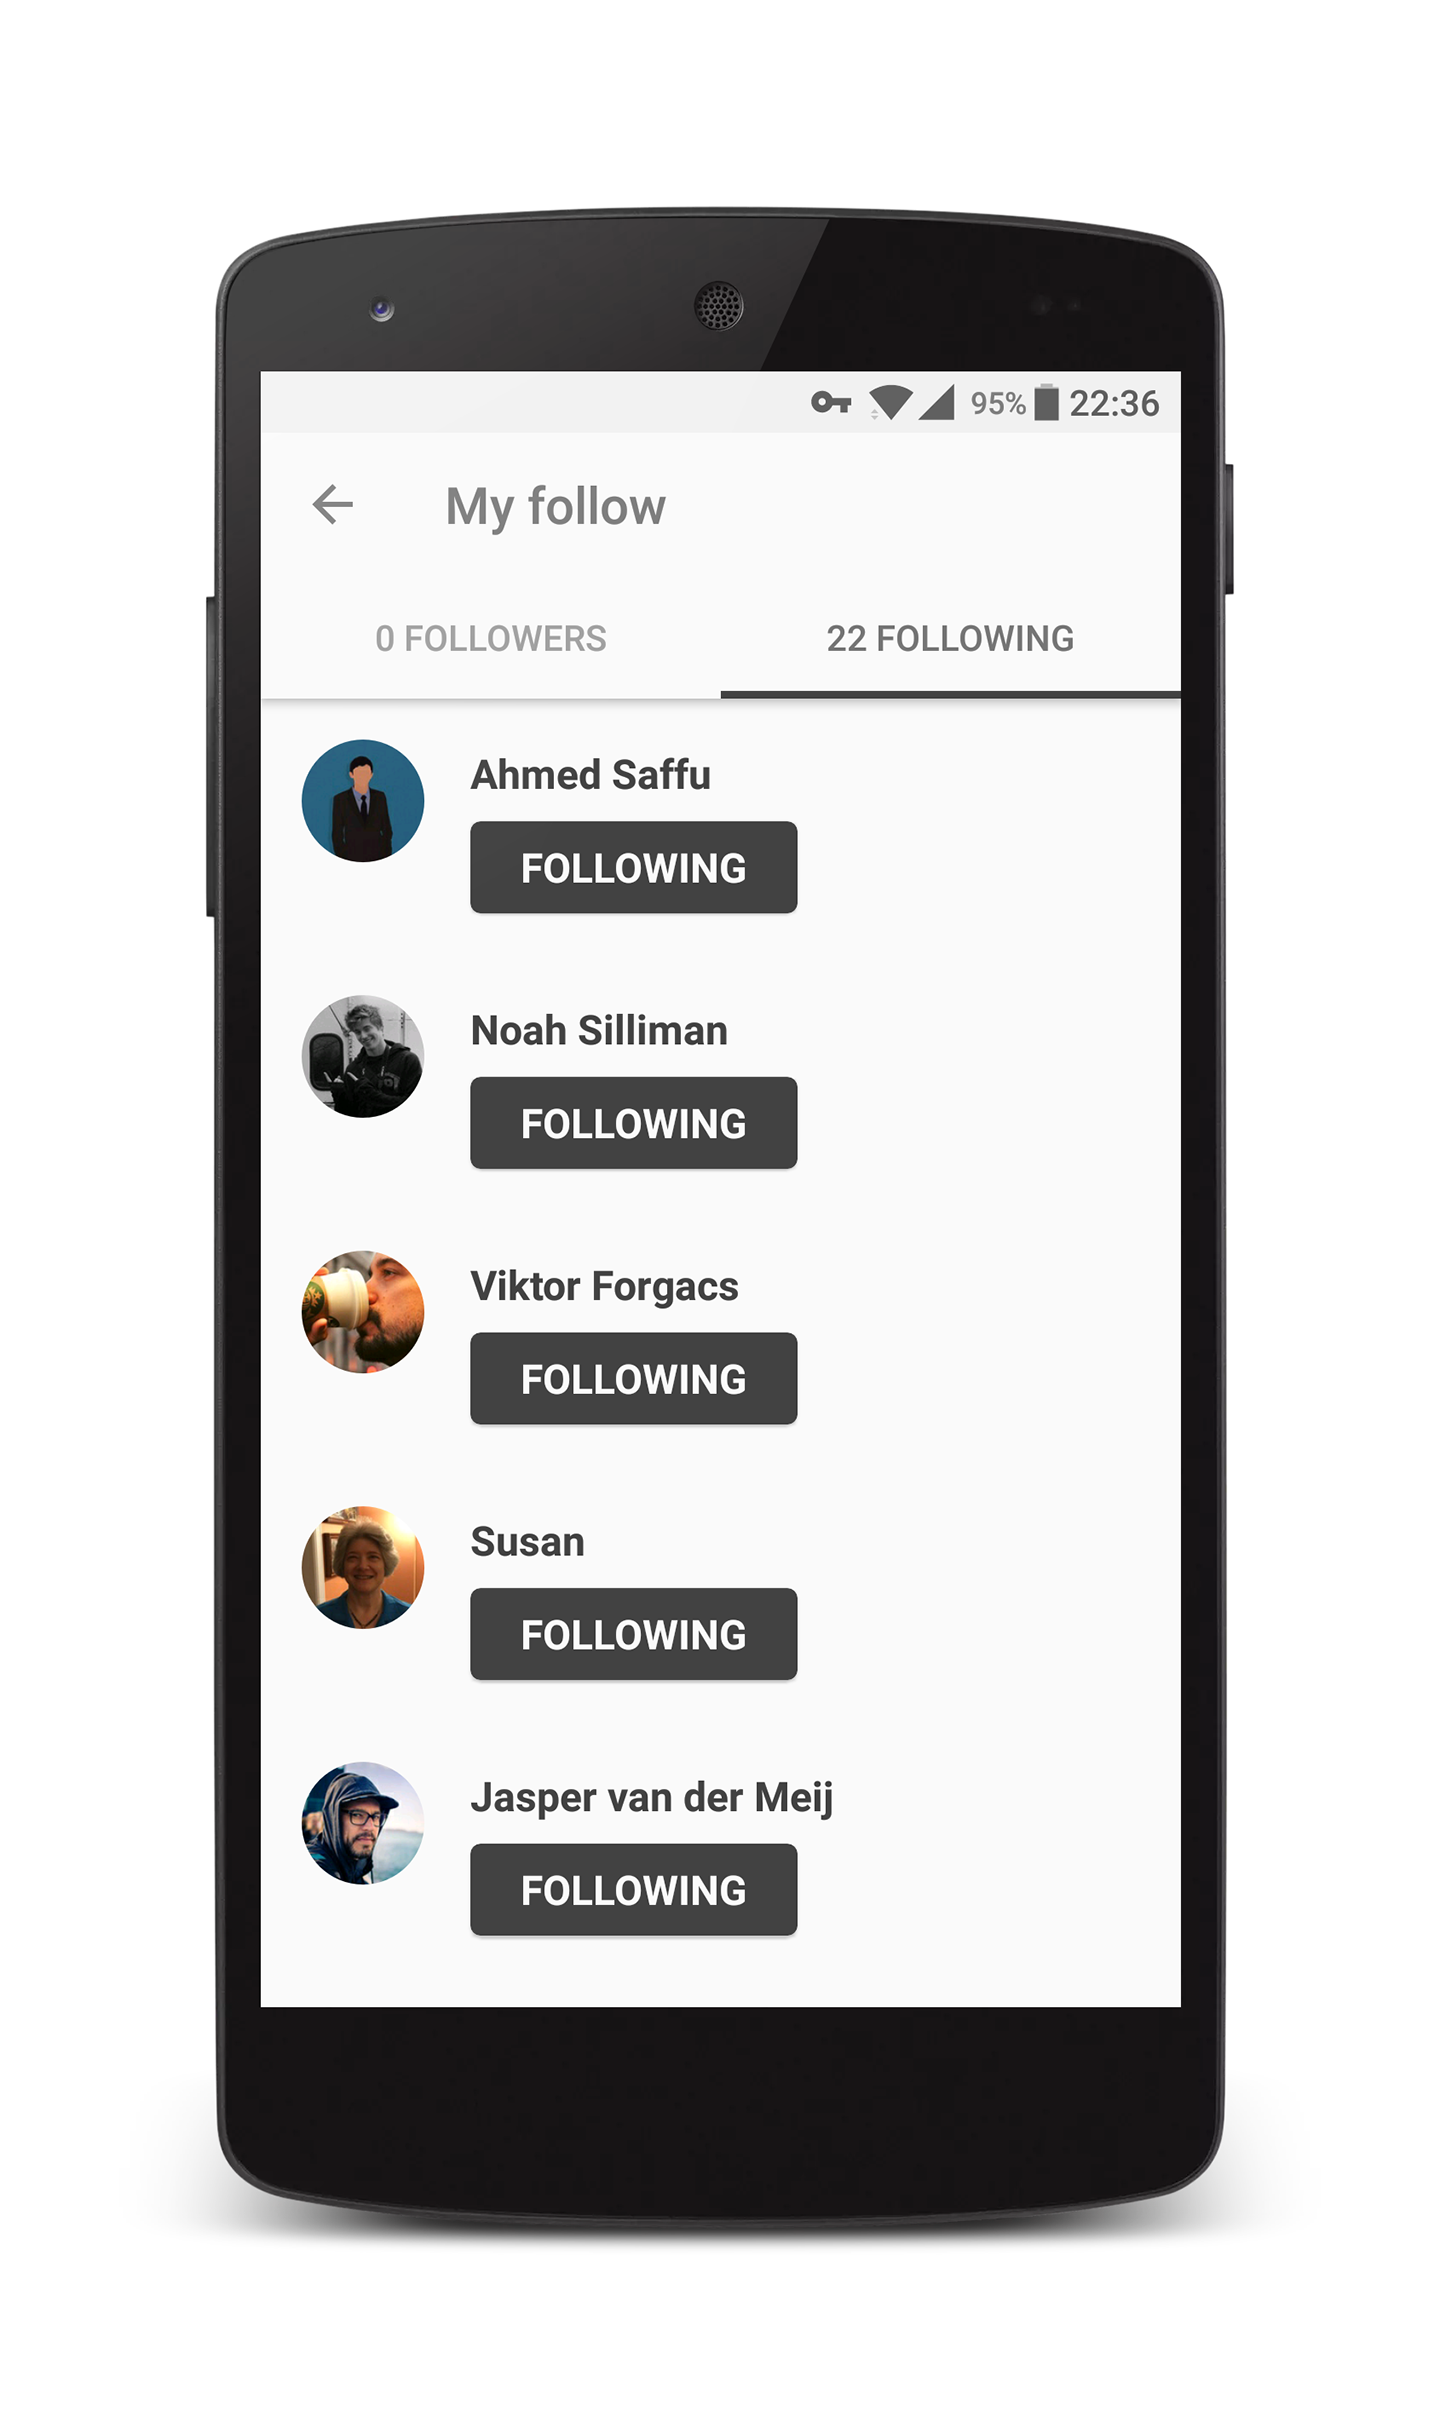 95% 22:36
My follow
0 FOLLOWERS 22 FOLLOWING
Ahmed Saffu
FOLLOWING
Noah Silliman
FOLLOWING
Viktor Forgacs
FOLLOWING
Susan
FOLLOWING
Jasper van der Meij
FOLLOWING